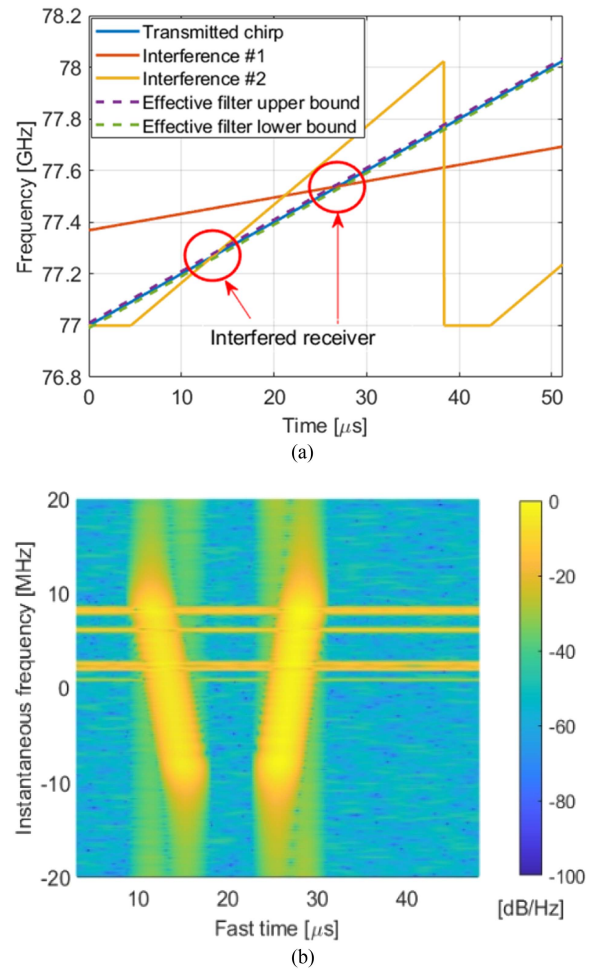 78.2
78
77.8
77.6
77.4
77.2
77
76.8
Frequency [GHz]
Transmitted chirp
Interference #1
Interference #2
Effective filter upper bound
Effective filter lower bound
Interfered receiver
0 10 20 30 40 50
Time [μs]
(a)
20
10
0
-10
-20
Instantaneous frequency [MHz]
10 20 30 40
Fast time [μs]
0
-20
-40
-60
-80
-100
[dB/Hz]
(b)